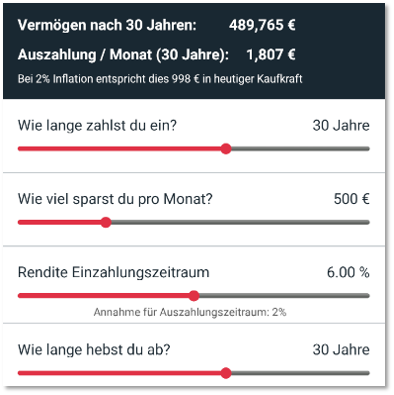 Vermögen nach 30 Jahren: 489,765 €
Auszahlung / Monat (30 Jahre): 1,807 €
Bei 2% Inflation entspricht dies 998 € in heutiger Kaufkraft
Wie lange zahlst du ein? 30 Jahre
Wie viel sparst du pro Monat? 500 €
Rendite Einzahlungszeitraum 6.00 %
Annahme für Auszahlungszeitraum: 2%
Wie lange hebst du ab? 30 Jahre